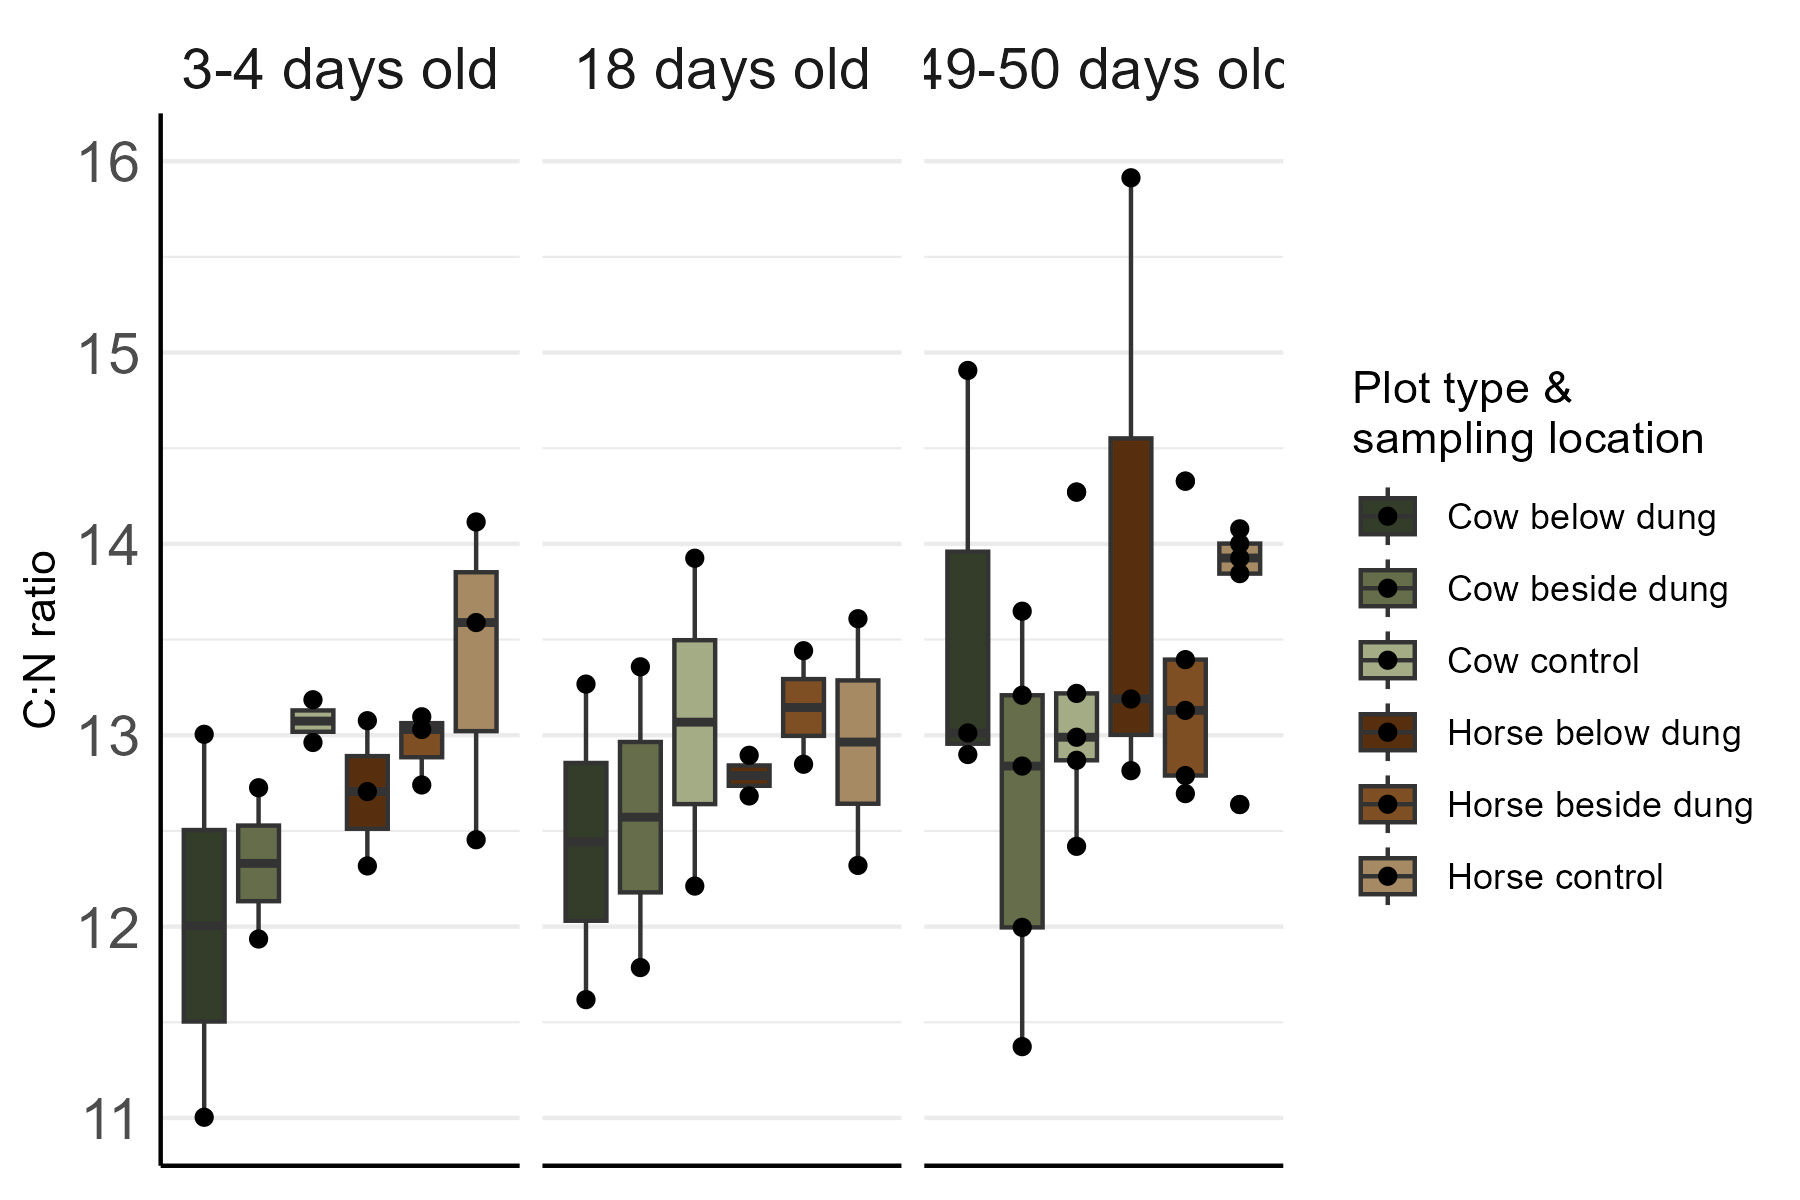 3-4 days old
18 days old
49-50 days old
16
15
14
13
12
11
C:N ratio
Plot type &
sampling location
Cow below dung
Cow beside dung
Cow control
Horse below dung
Horse beside dung
Horse control